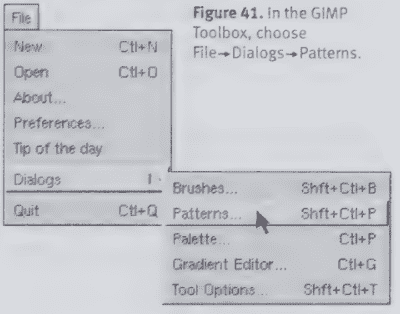 File
New Ctl+N
Open Ctl+O
About...
Preferences...
Tip of the day
Dialogs
Quit Ctl+Q
Brushes... Shft+Ctl+B
Patterns... Shft+Ctl+P
Palette... Ctl+P
Gradient Editor... Ctl+G
Tool Options... Shft+Ctl+T
Figure 41. In the GIMP
Toolbox, choose
File→Dialogs→Patterns.